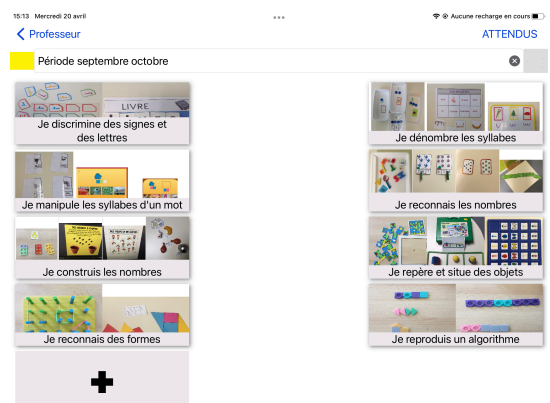 15:13 Mercredi 20 avril
Aucune recharge en cours
Professeur
ATTENDUS
Période septembre octobre
LIVRE
Je discrimine des signes et
des lettres
Je dénombre les syllabes
Je manipule les syllabes d'un mot
Je reconnais les nombres
Je construis les nombres
Je repère et situe des objets
Je reconnais des formes
Je reproduis un algorithme